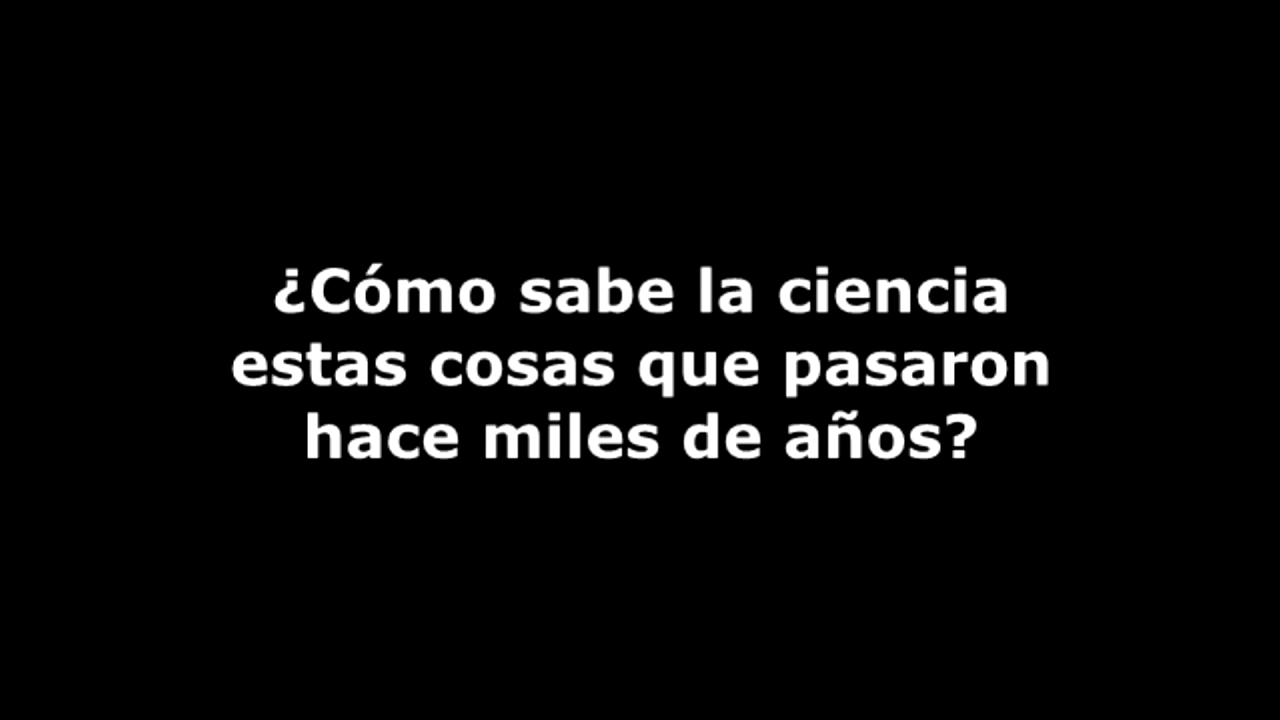 ¿Cómo sabe la ciencia
estas cosas que pasaron
hace miles de años?